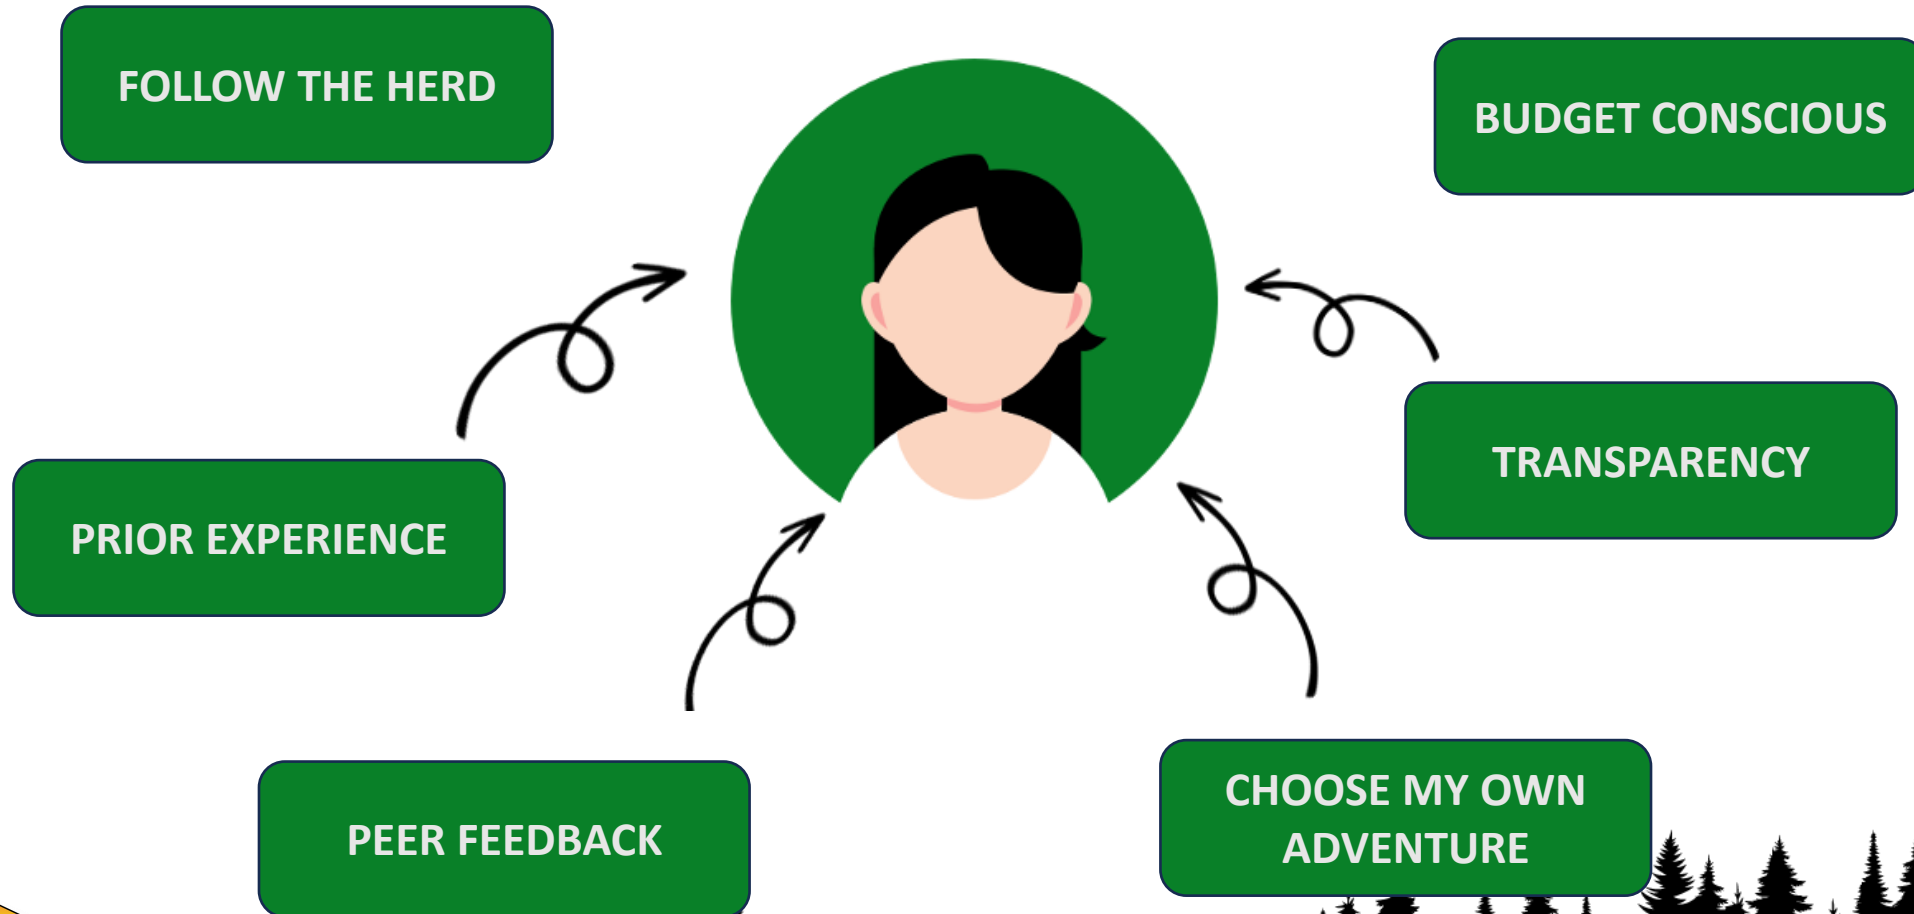 FOLLOW THE HERD
BUDGET CONSCIOUS
TRANSPARENCY
PRIOR EXPERIENCE
CHOOSE MY OWN
ADVENTURE
PEER FEEDBACK